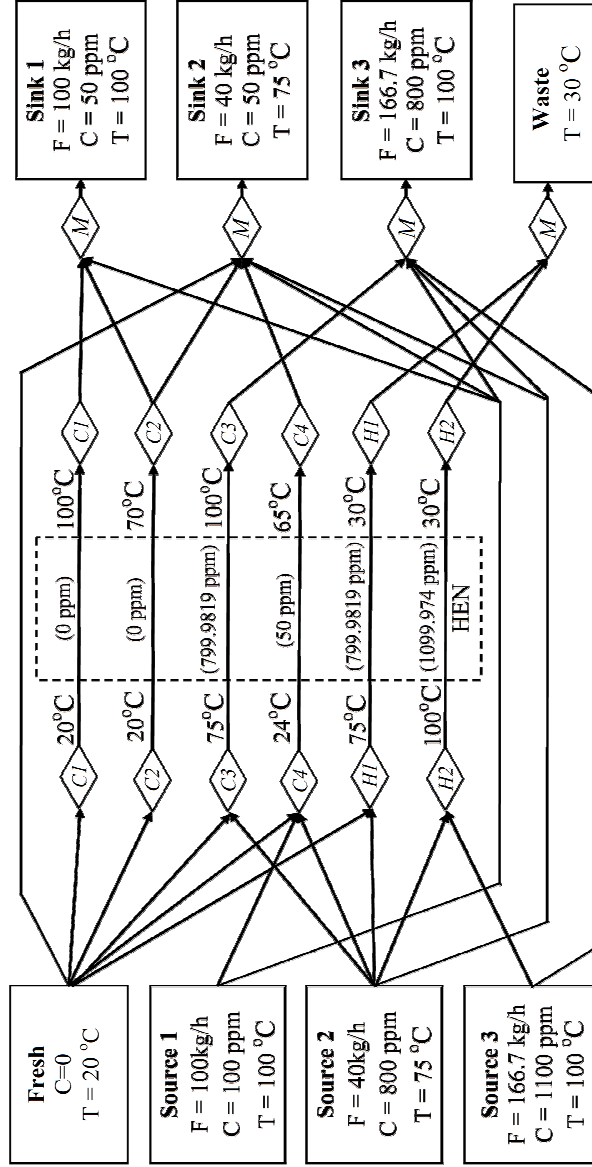 Fresh
C=0
T = 20 °C
Source 1
F = 100kg/h
C = 100 ppm
T = 100 °C
Source 2
F = 40kg/h
C = 800 ppm
T = 75 °C
Source 3
F = 166.7 kg/h
C = 1100 ppm
T = 100 °C
C1
20°C
(0 ppm)
100°C
C1
C2
20°C
(0 ppm)
70°C
C2
C3
75°C
(799.9819 ppm)
100°C
C3
C4
24°C
(50 ppm)
65°C
C4
H1
75°C
(799.9819 ppm)
30°C
H1
H2
100°C
(1099.974 ppm)
30°C
H2
HEN
M
Sink 1
F = 100 kg/h
C = 50 ppm
T = 100 °C
M
Sink 2
F = 40 kg/h
C = 50 ppm
T = 75 °C
M
Sink 3
F = 166.7 kg/h
C = 800 ppm
T = 100 °C
M
Waste
T = 30 °C